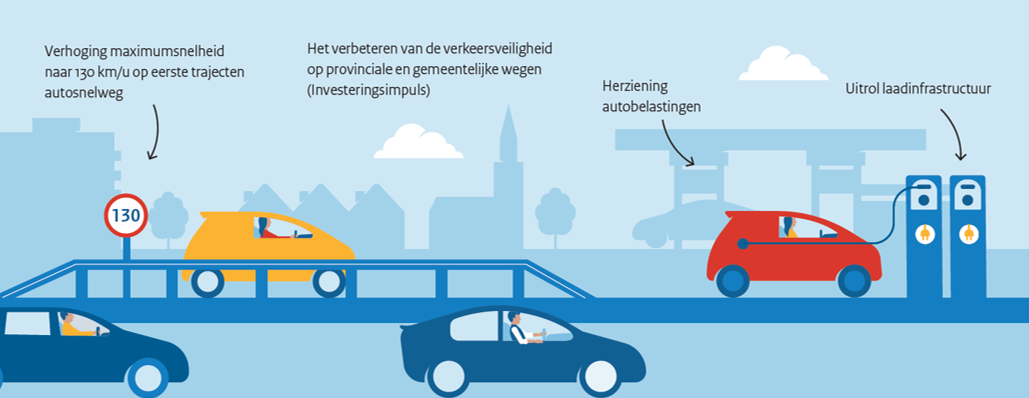 Verhoging maximumsnelheid
naar 130 km/u op eerste trajecten
autosnelweg
Het verbeteren van de verkeersveiligheid
op provinciale en gemeentelijke wegen
(Investeringsimpuls)
Herziening
autobelastingen
Uitrol laadinfrastructuur
130